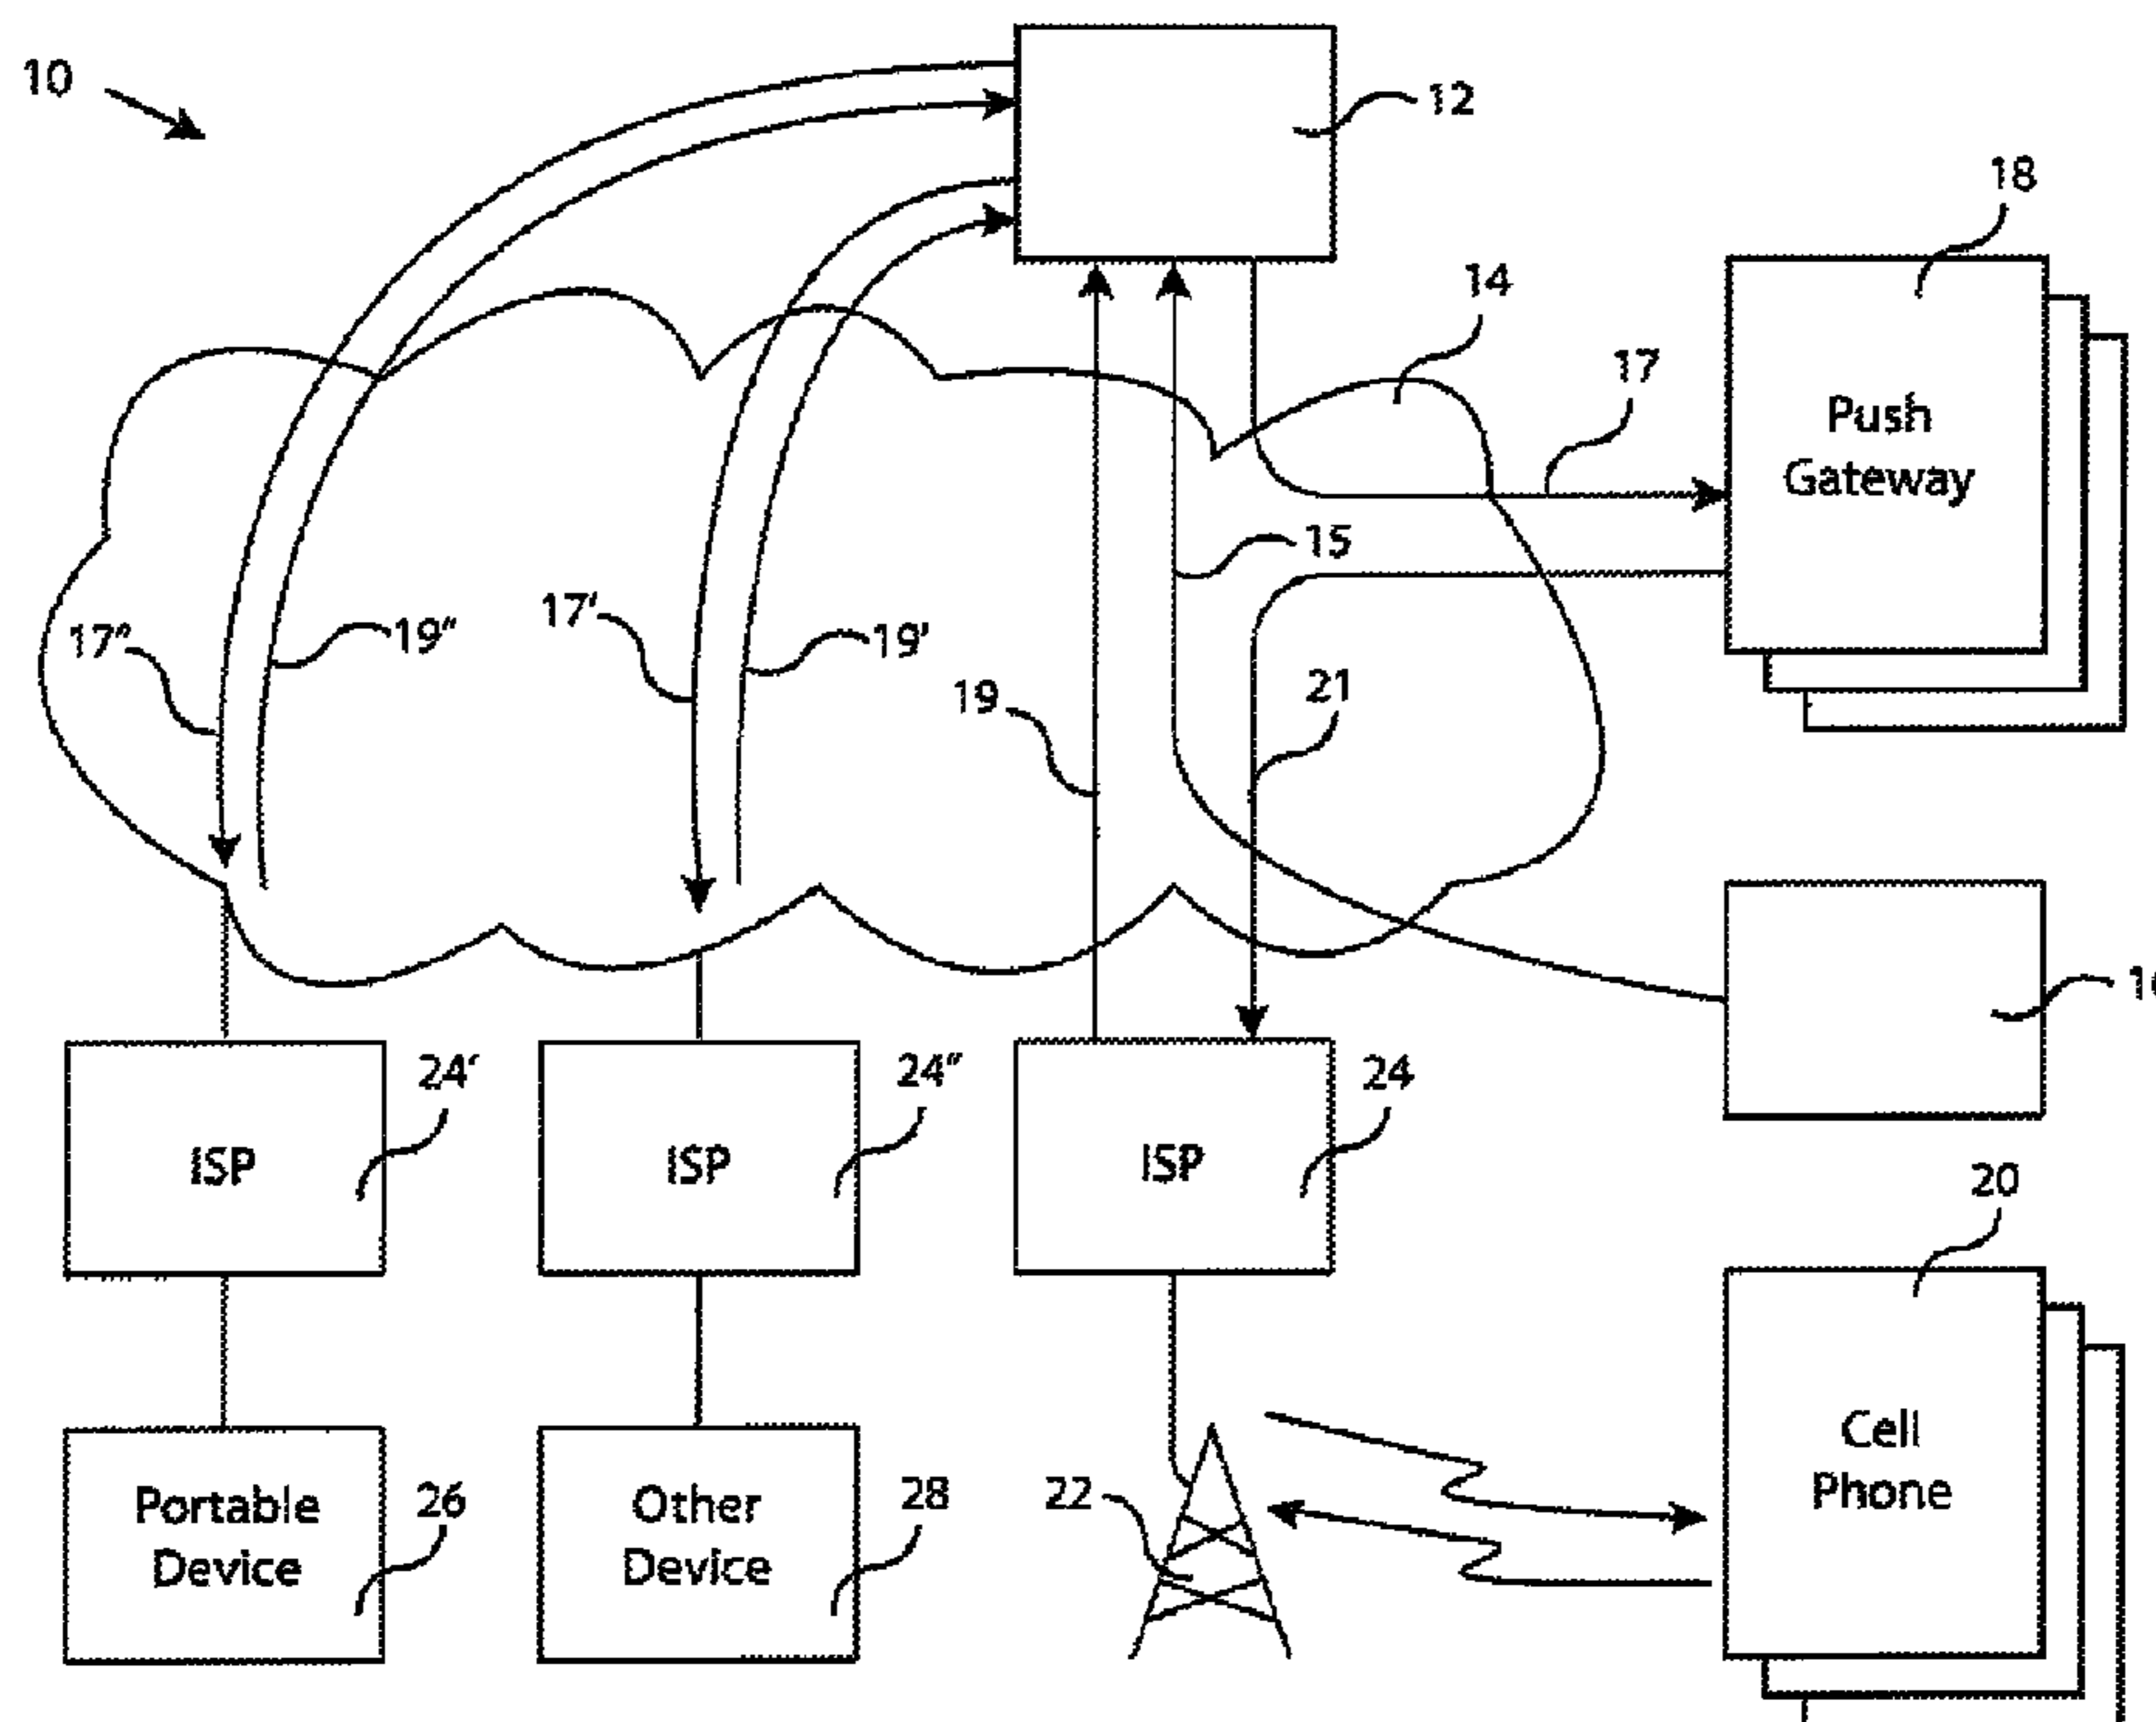 10
12
18
14
17
Push
Gateway
15
17"
19"
17'
19'
19
21
24'
24"
24
ISP
ISP
ISP
20
26
28
22
Portable
Device
Other
Device
Cell
Phone